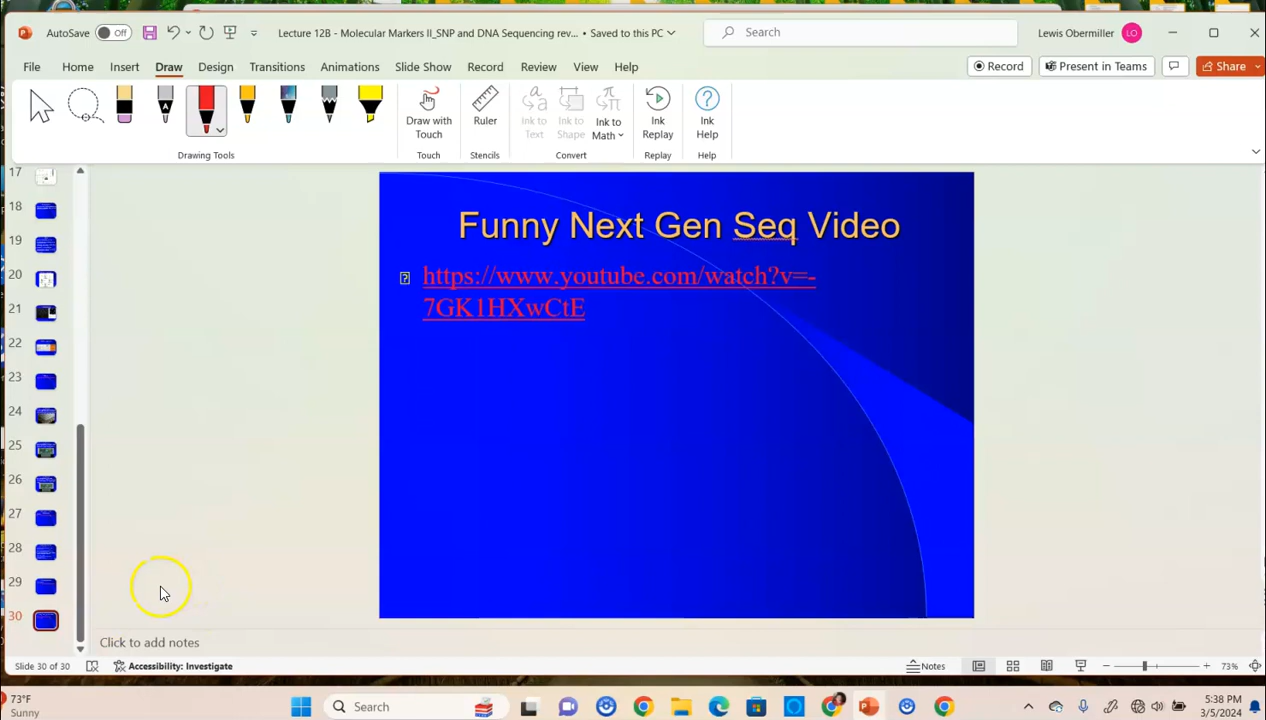 AutoSave Off Lecture 12B - Molecular Markers II_SNP and DNA Sequencing rev... • Saved to this PC Search Lewis Obermiller LO
File Home Insert Draw Design Transitions Animations Slide Show Record Review View Help Record Present in Teams Share
Draw with Touch
Ruler
Ink to Text
Ink to Shape
Ink to Math
Ink Replay
Ink Help
Drawing Tools Touch Stencils Convert Replay Help
17
18
19
20
21
22
23
24
25
26
27
28
29
30
Funny Next Gen Seq Video
https://www.youtube.com/watch?v=-
7GK1HXwCtE
Click to add notes
Slide 30 of 30 Accessibility: Investigate Notes 73%
73°F
Sunny
Search
5:38 PM
3/5/2024